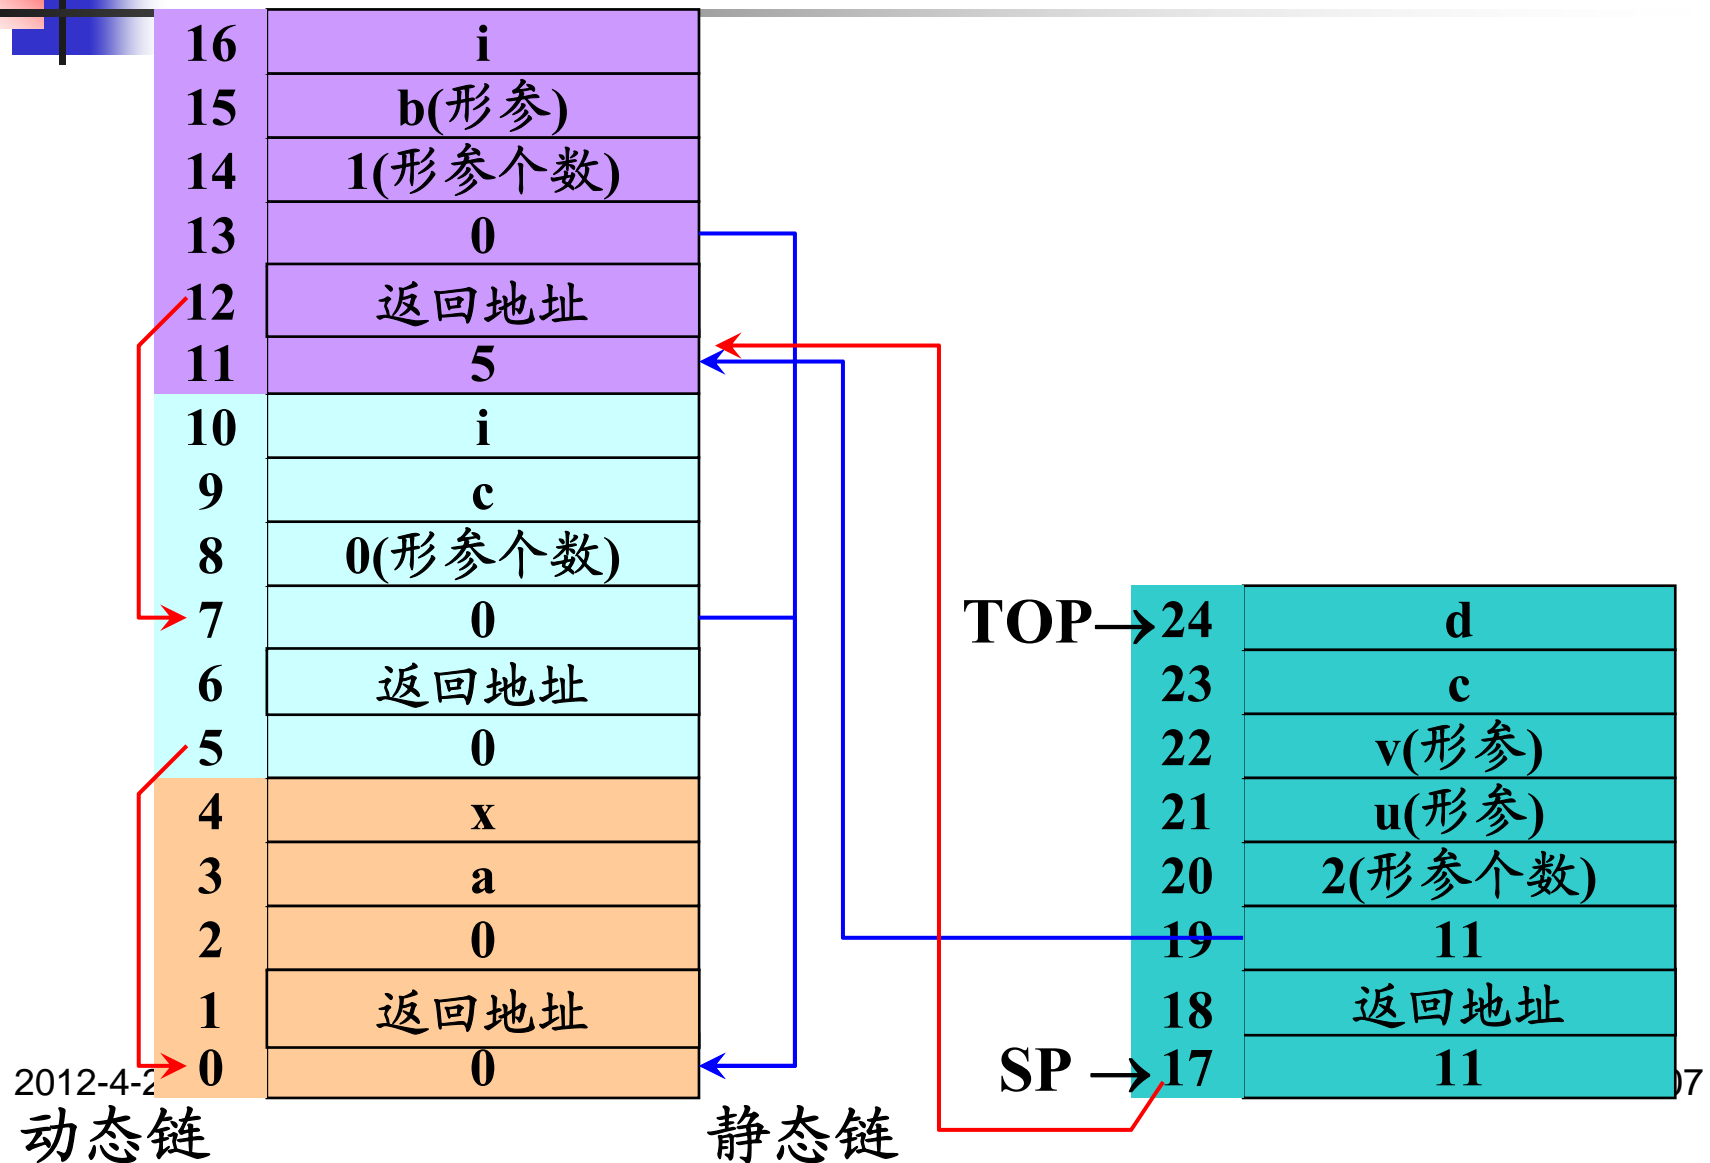 16 i
15 b(形参)
14 1(形参个数)
13 0
12 返回地址
11 5
10 i
9 c
8 0(形参个数)
7 0
6 返回地址
5 0
4 x
3 a
2 0
1 返回地址
0 0
TOP→24 d
23 c
22 v(形参)
21 u(形参)
20 2(形参个数)
19 11
18 返回地址
SP→17 11
2012-4-2
07
动态链
静态链